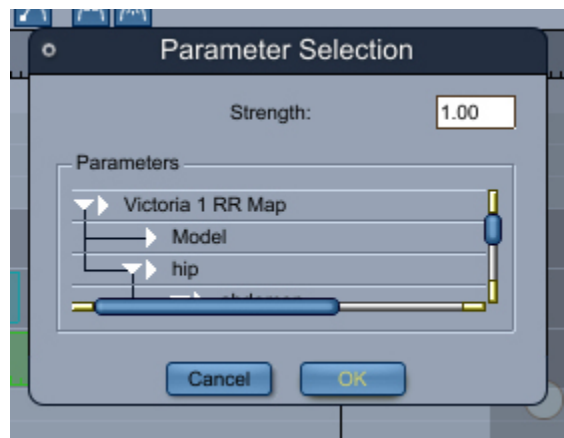 Parameter Selection
Strength: 1.00
Parameters
Victoria 1 RR Map
Model
hip
Cancel OK